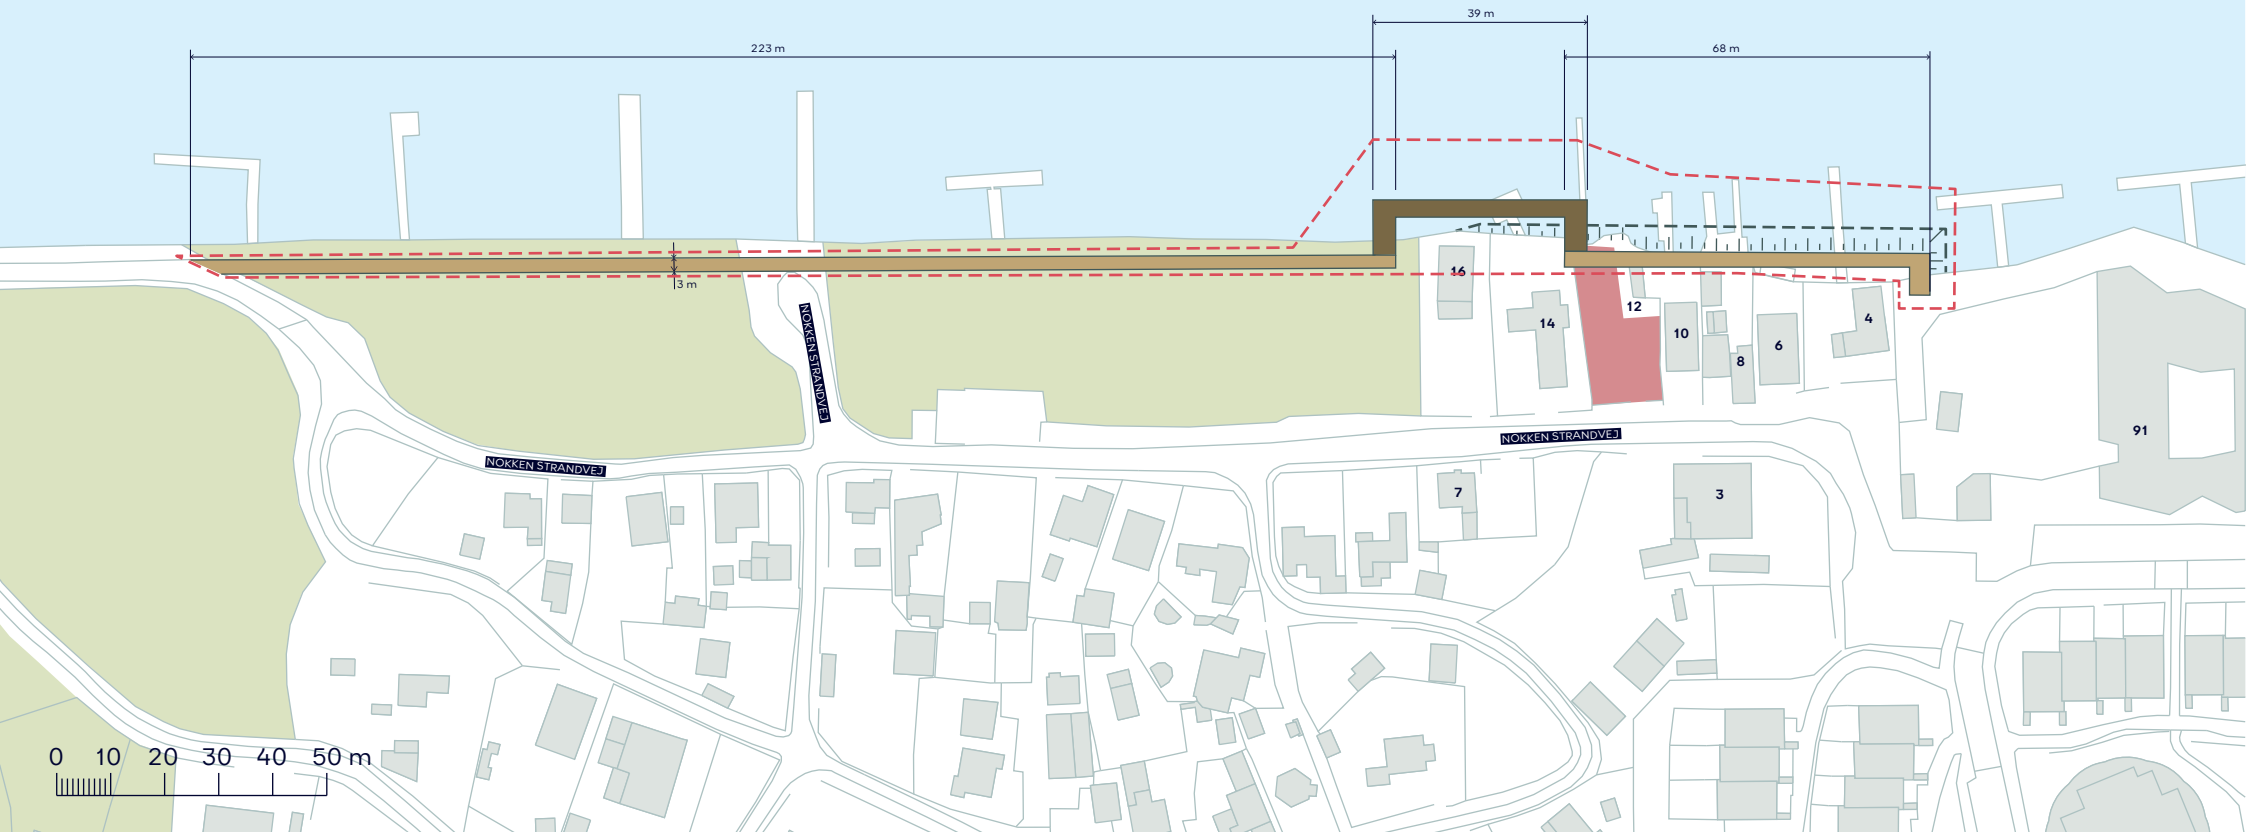 39 m
223 m
68 m
3 m
16
14
12
10
8
6
4
91
NOKKEN STRANDVEJ
NOKKEN STRANDVEJ
NOKKEN STRANDVEJ
7
3
0 10 20 30 40 50 m